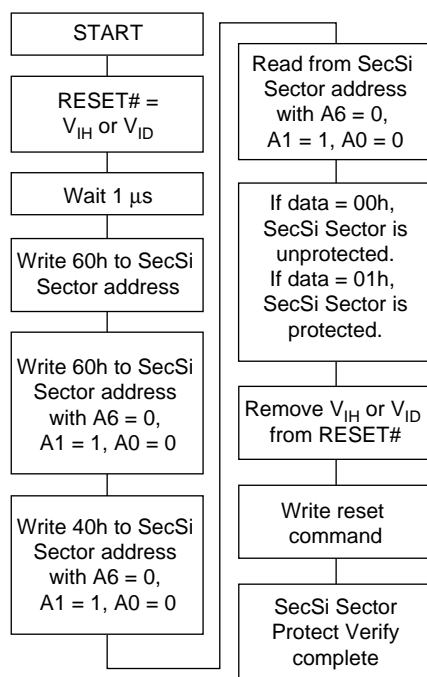 START
RESET# =
V_IH or V_ID
Wait 1 μs
Write 60h to SecSi
Sector address
Write 60h to SecSi
Sector address
with A6 = 0,
A1 = 1, A0 = 0
Write 40h to SecSi
Sector address
with A6 = 0,
A1 = 1, A0 = 0
Read from SecSi
Sector address
with A6 = 0,
A1 = 1, A0 = 0
If data = 00h,
SecSi Sector is
unprotected.
If data = 01h,
SecSi Sector is
protected.
Remove V_IH or V_ID
from RESET#
Write reset
command
SecSi Sector
Protect Verify
complete